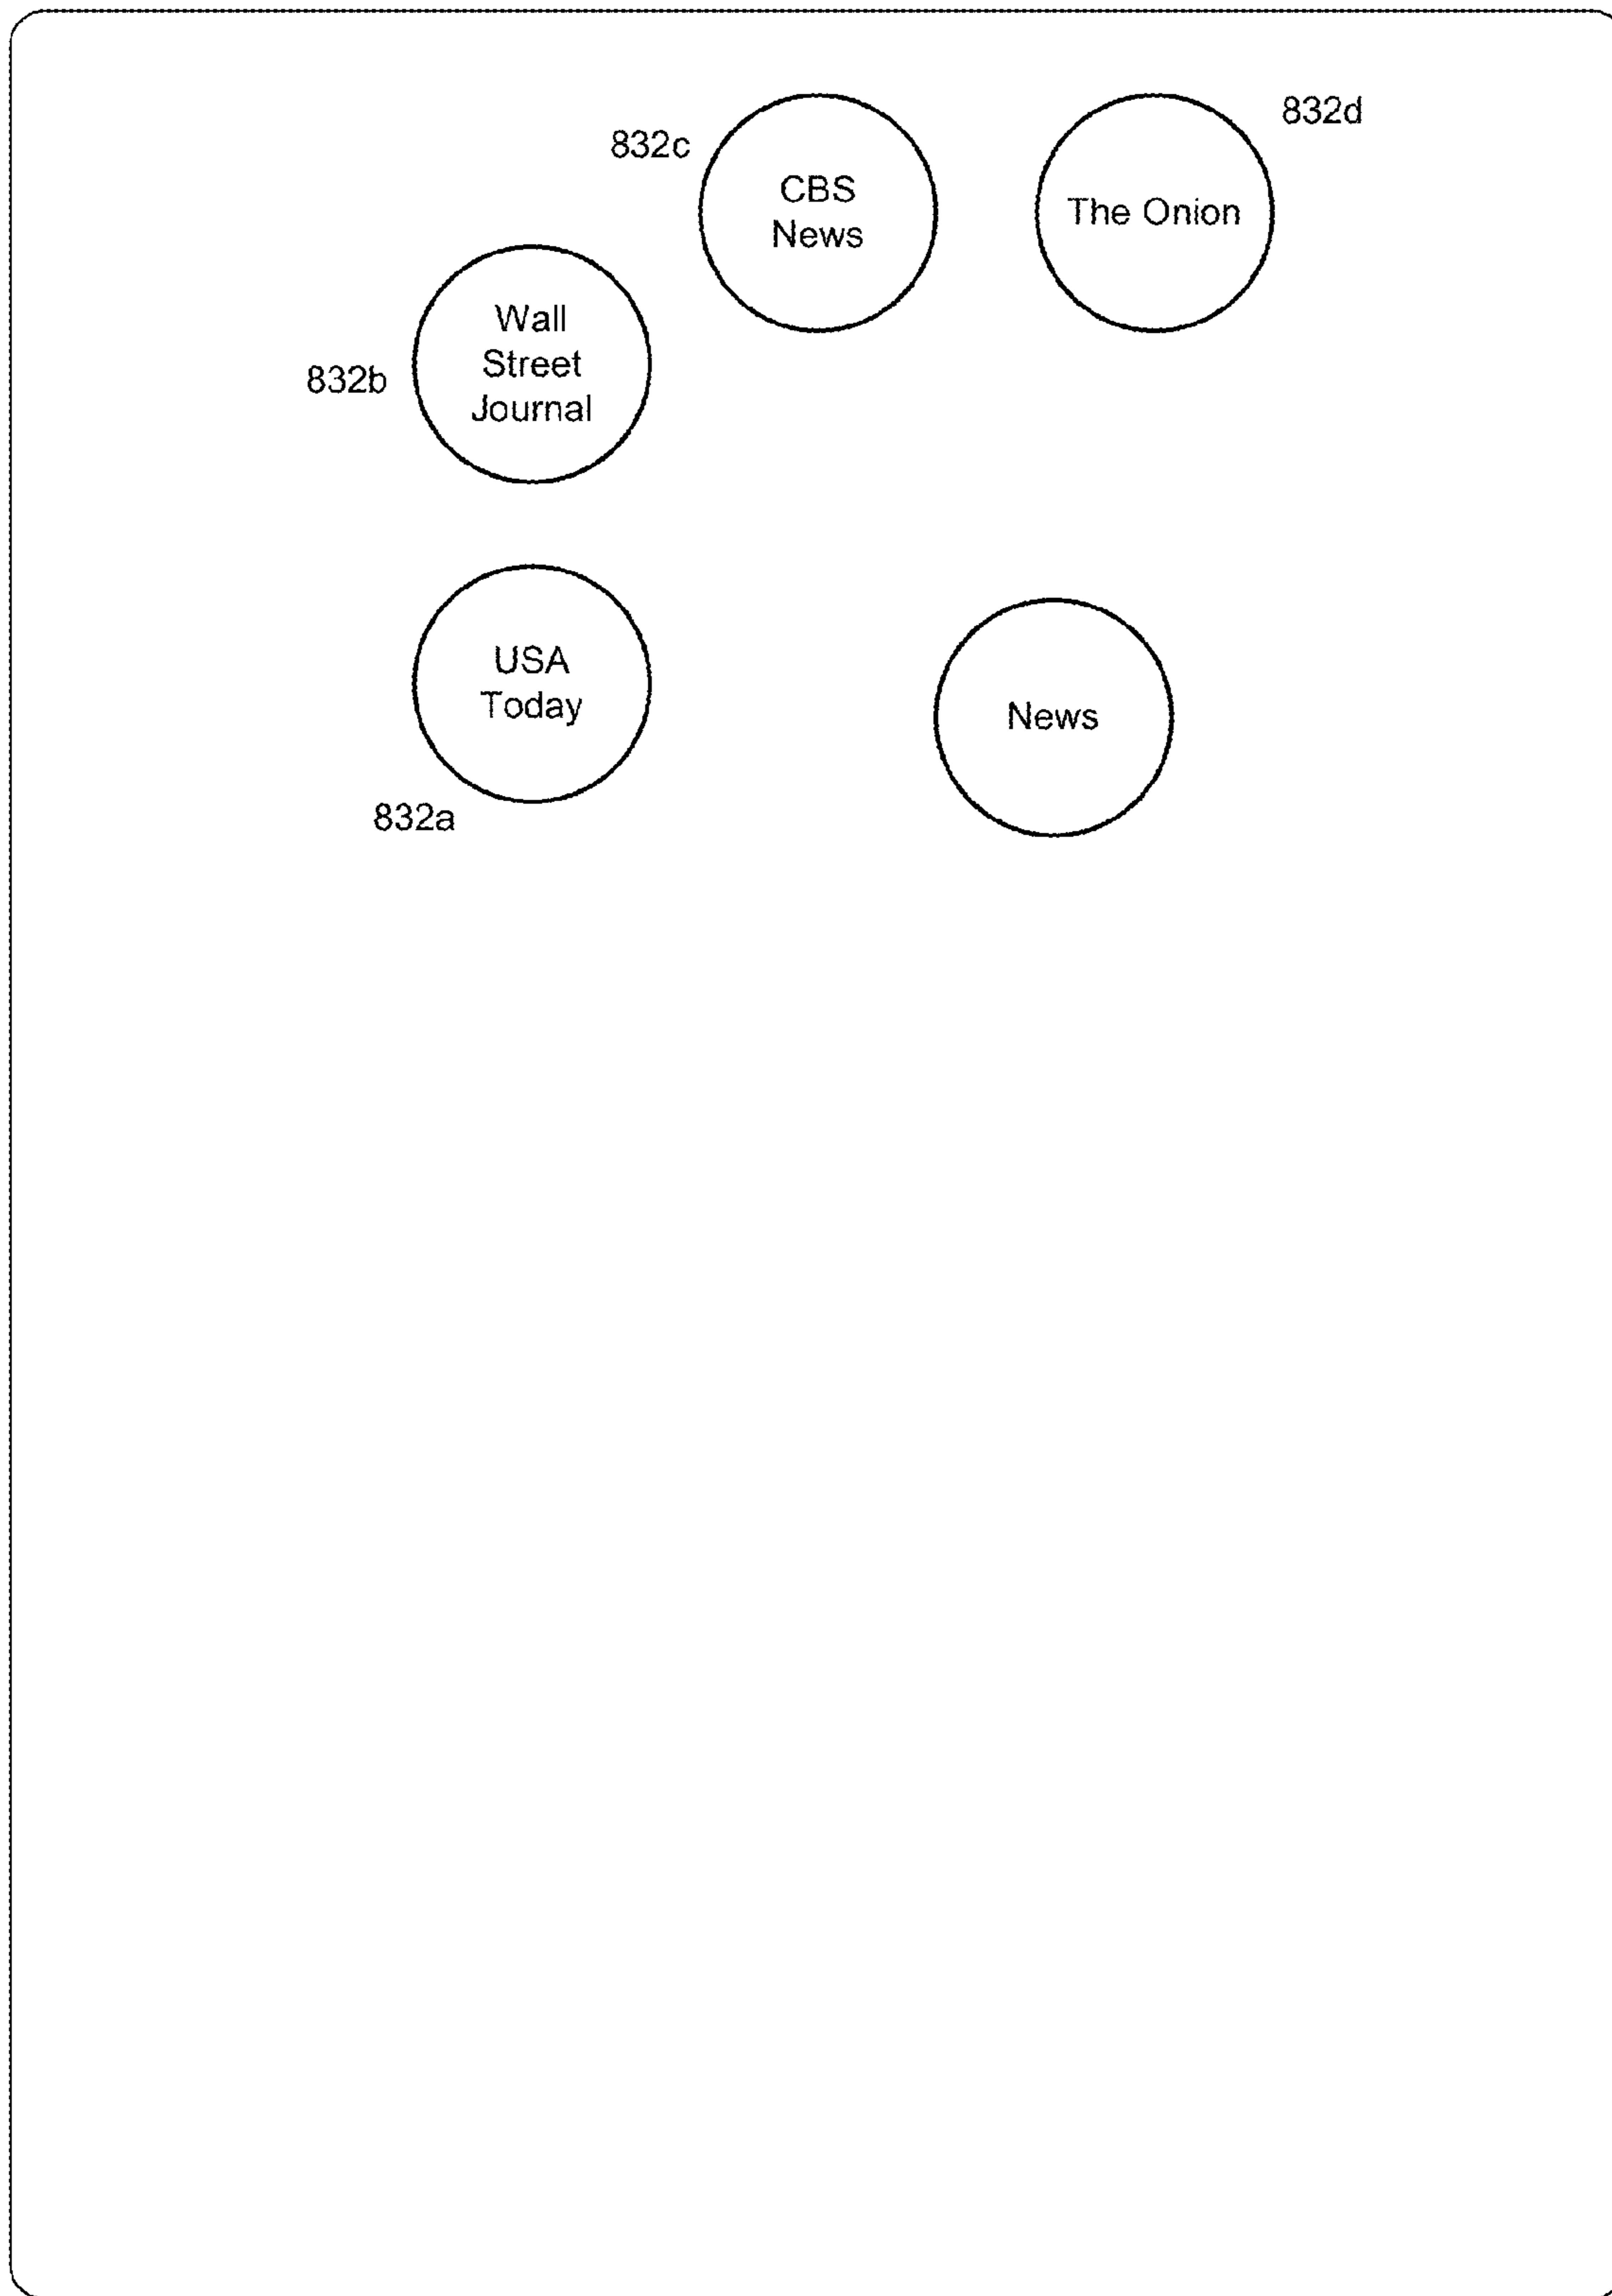 832d
832c
CBS
News
The Onion
Wall
Street
Journal
832b
USA
Today
News
832a